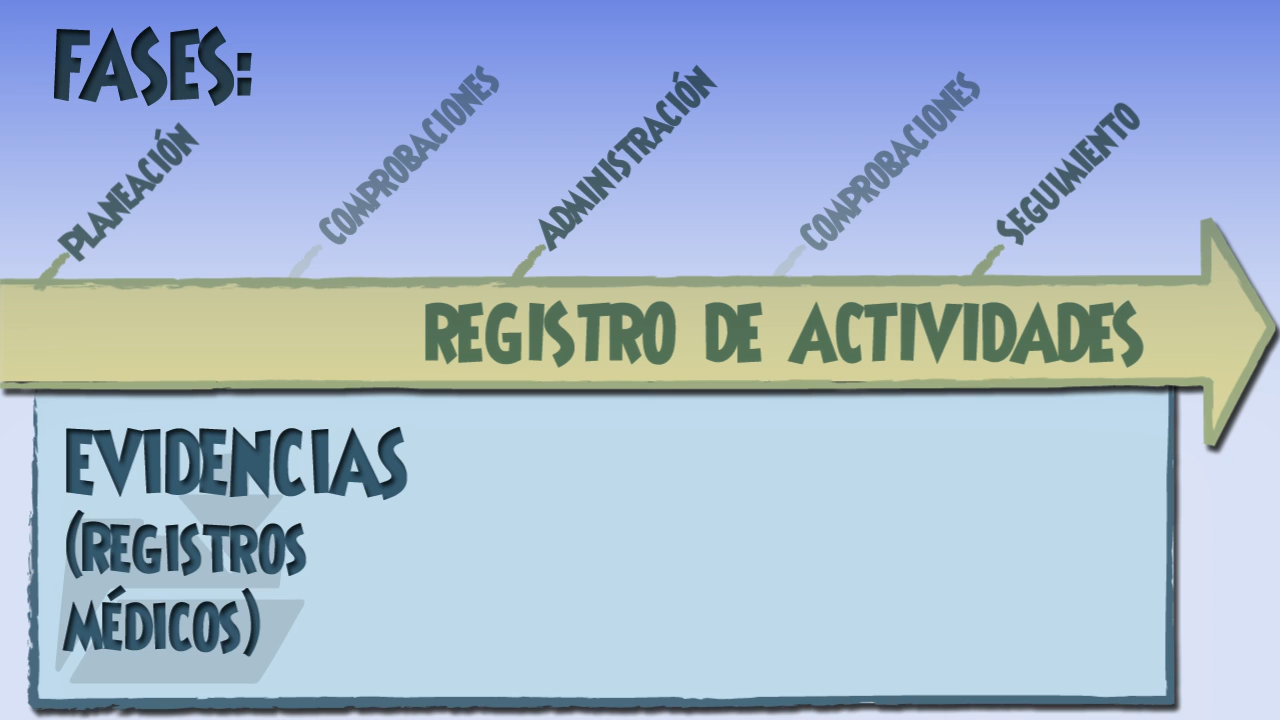 FASES:
PLANEACIÓN
COMPROBACIONES
ADMINISTRACIÓN
COMPROBACIONES
SEGUIMIENTO
REGISTRO DE ACTIVIDADES
EVIDENCIAS
(REGISTROS
MÉDICOS)